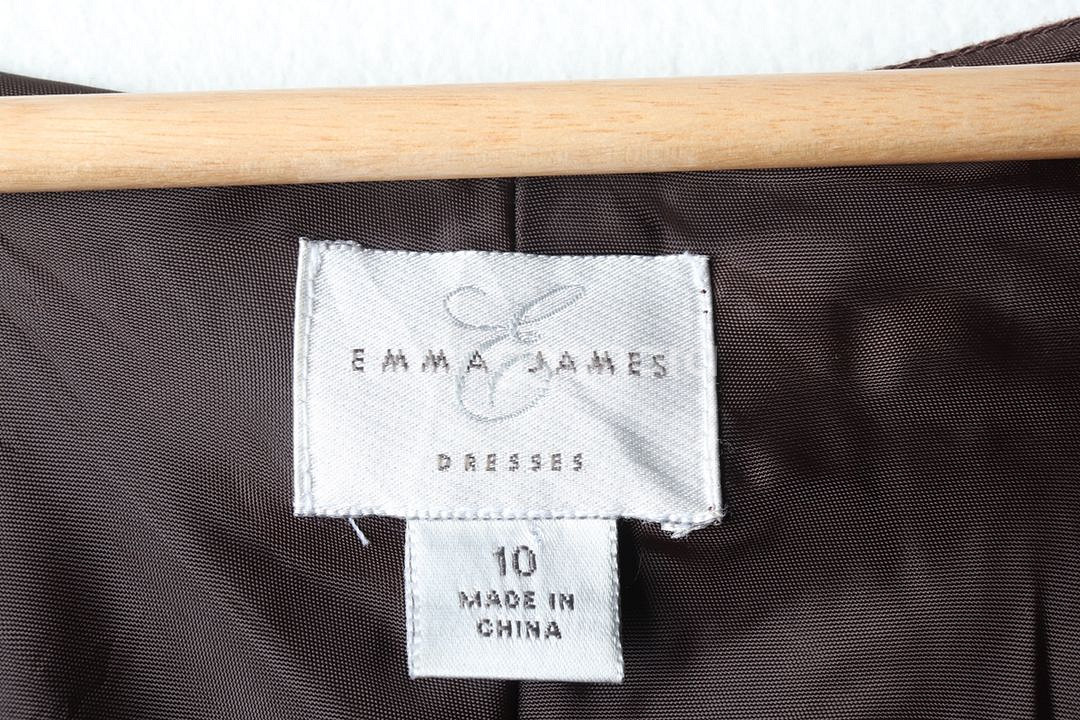 EMMA JAMES
DRESSES
10
MADE IN
CHINA